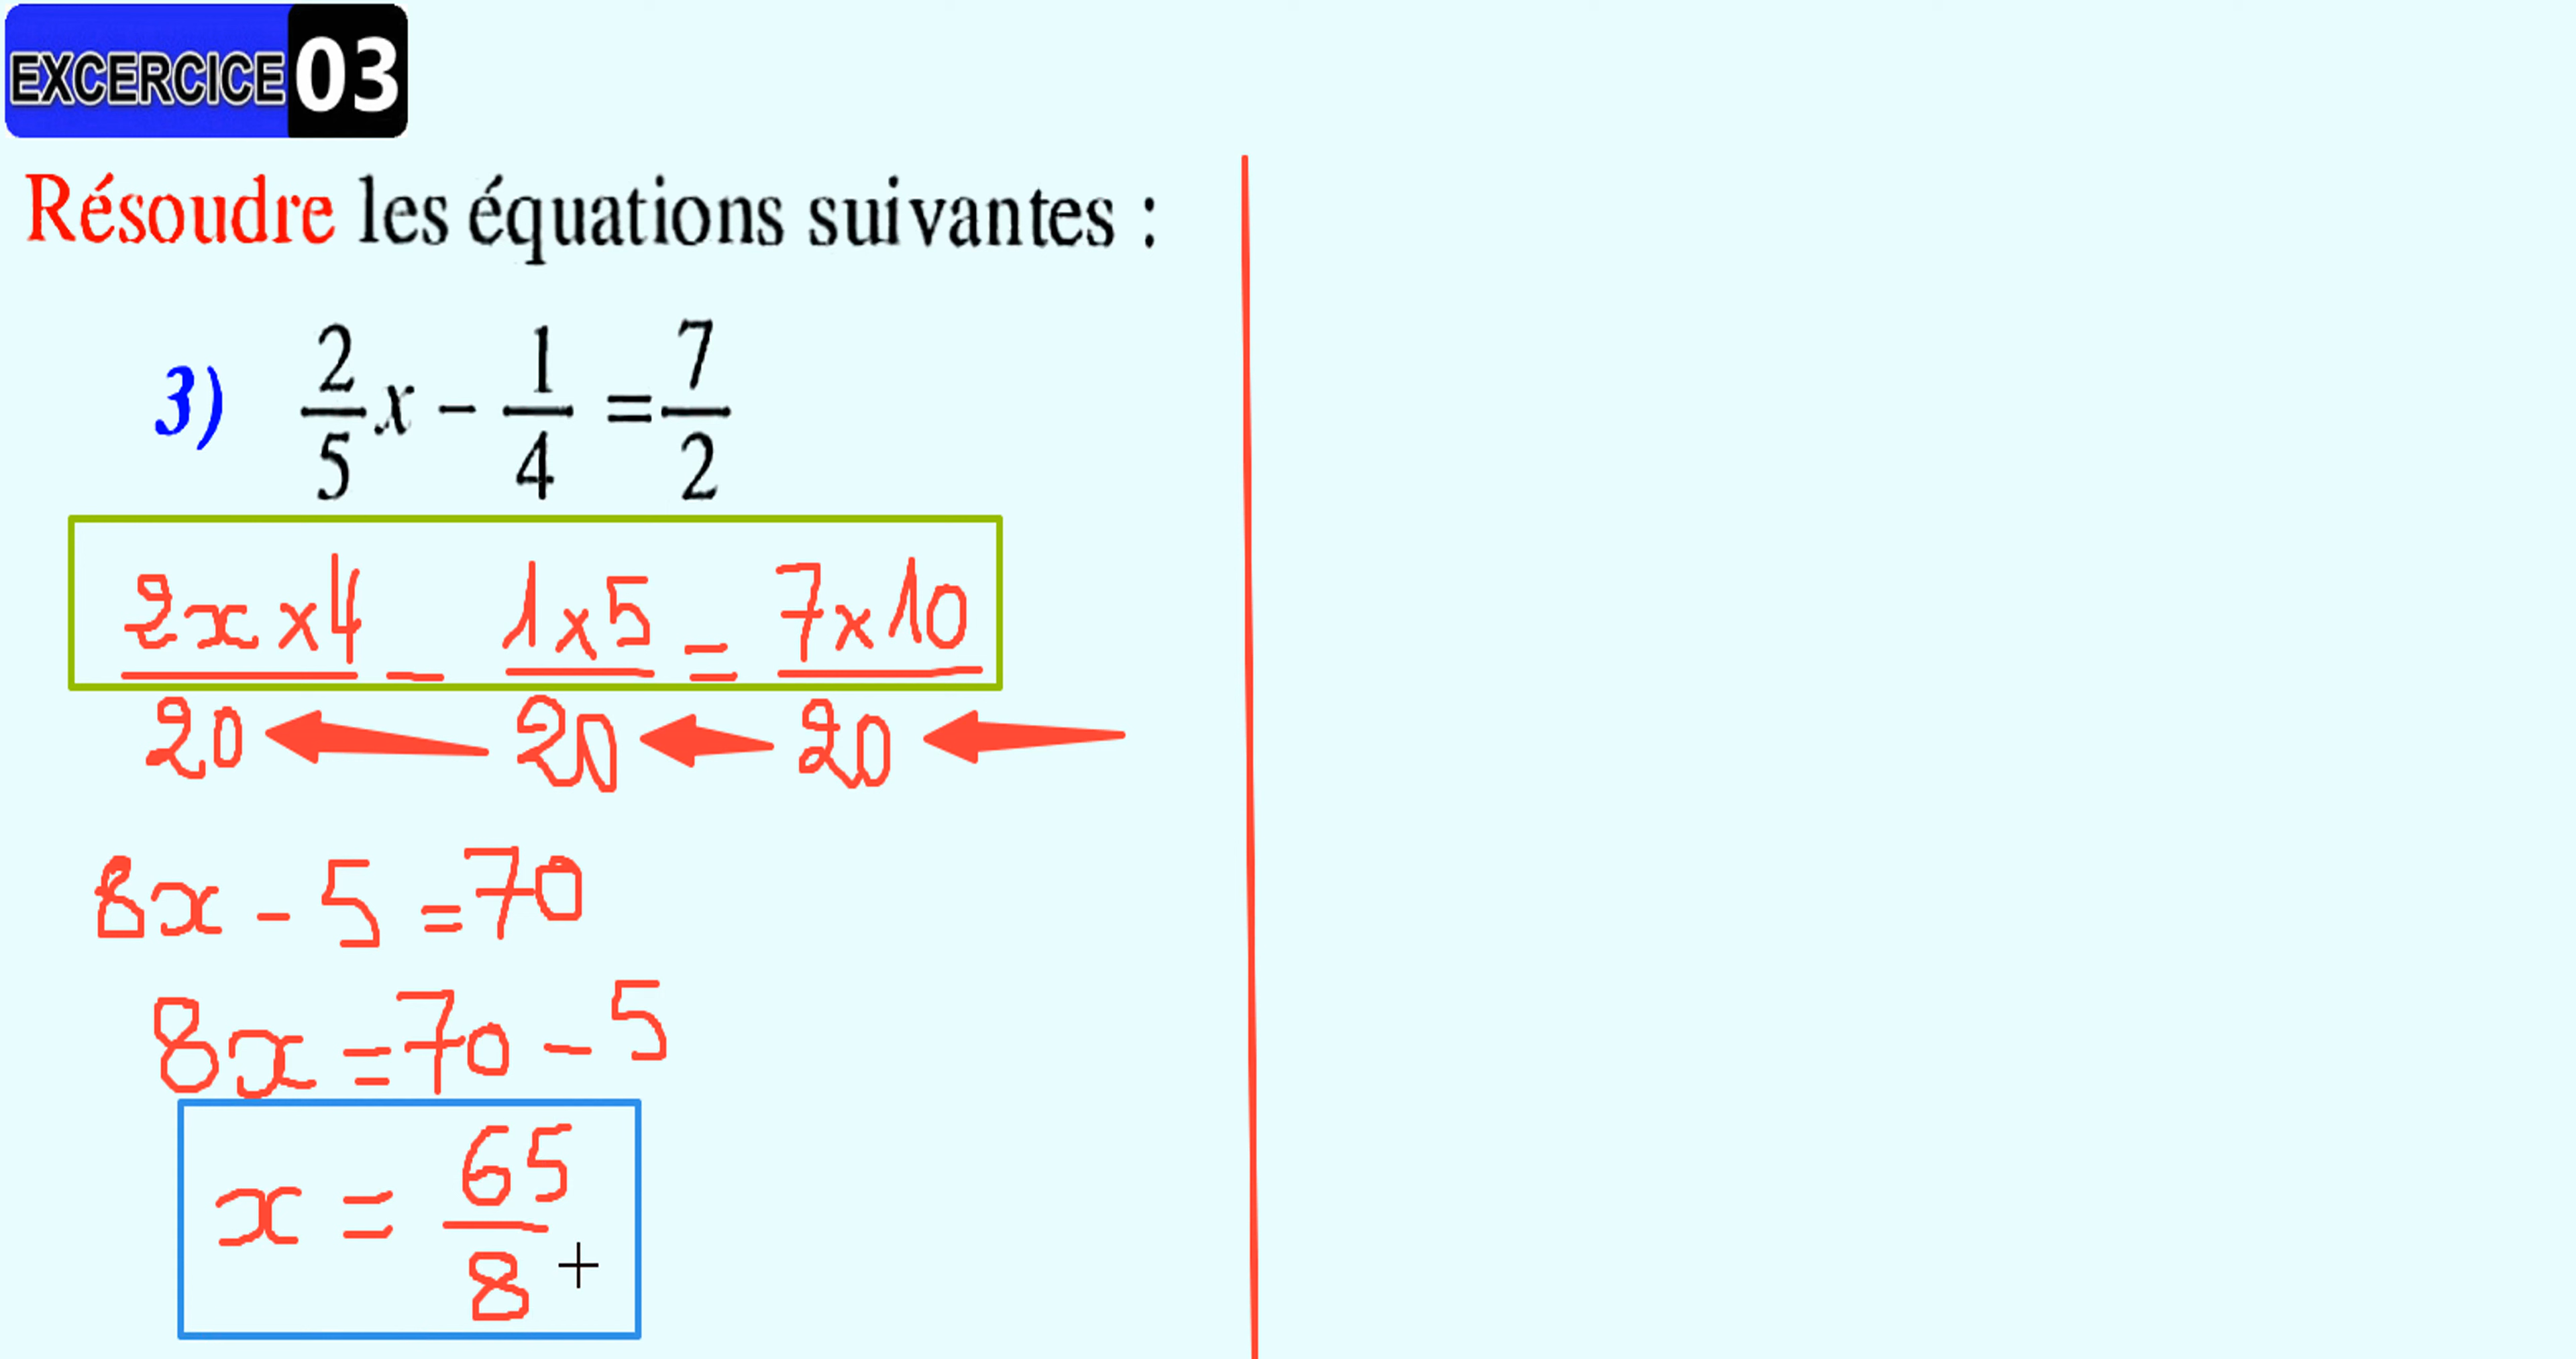 EXCERCICE 03
Résoudre les équations suivantes :
3) 2/5 x - 1/4 = 7/2
2x×4/20 - 1×5/20 = 7×10/20
8x - 5 = 70
8x = 70 - 5
x = 65/8